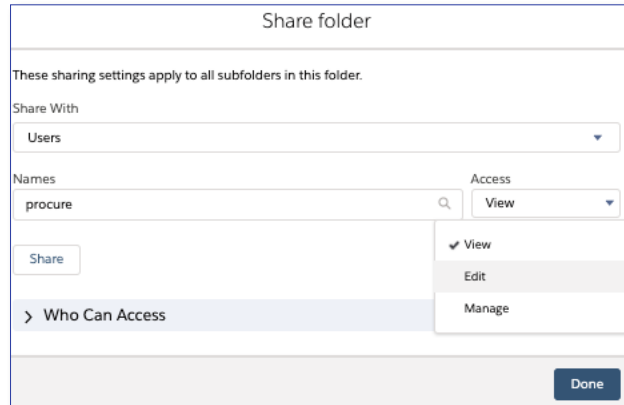 Share folder
These sharing settings apply to all subfolders in this folder.
Share With
Users
Names
Access
procure
View
View
Share
Edit
Manage
Who Can Access
Done